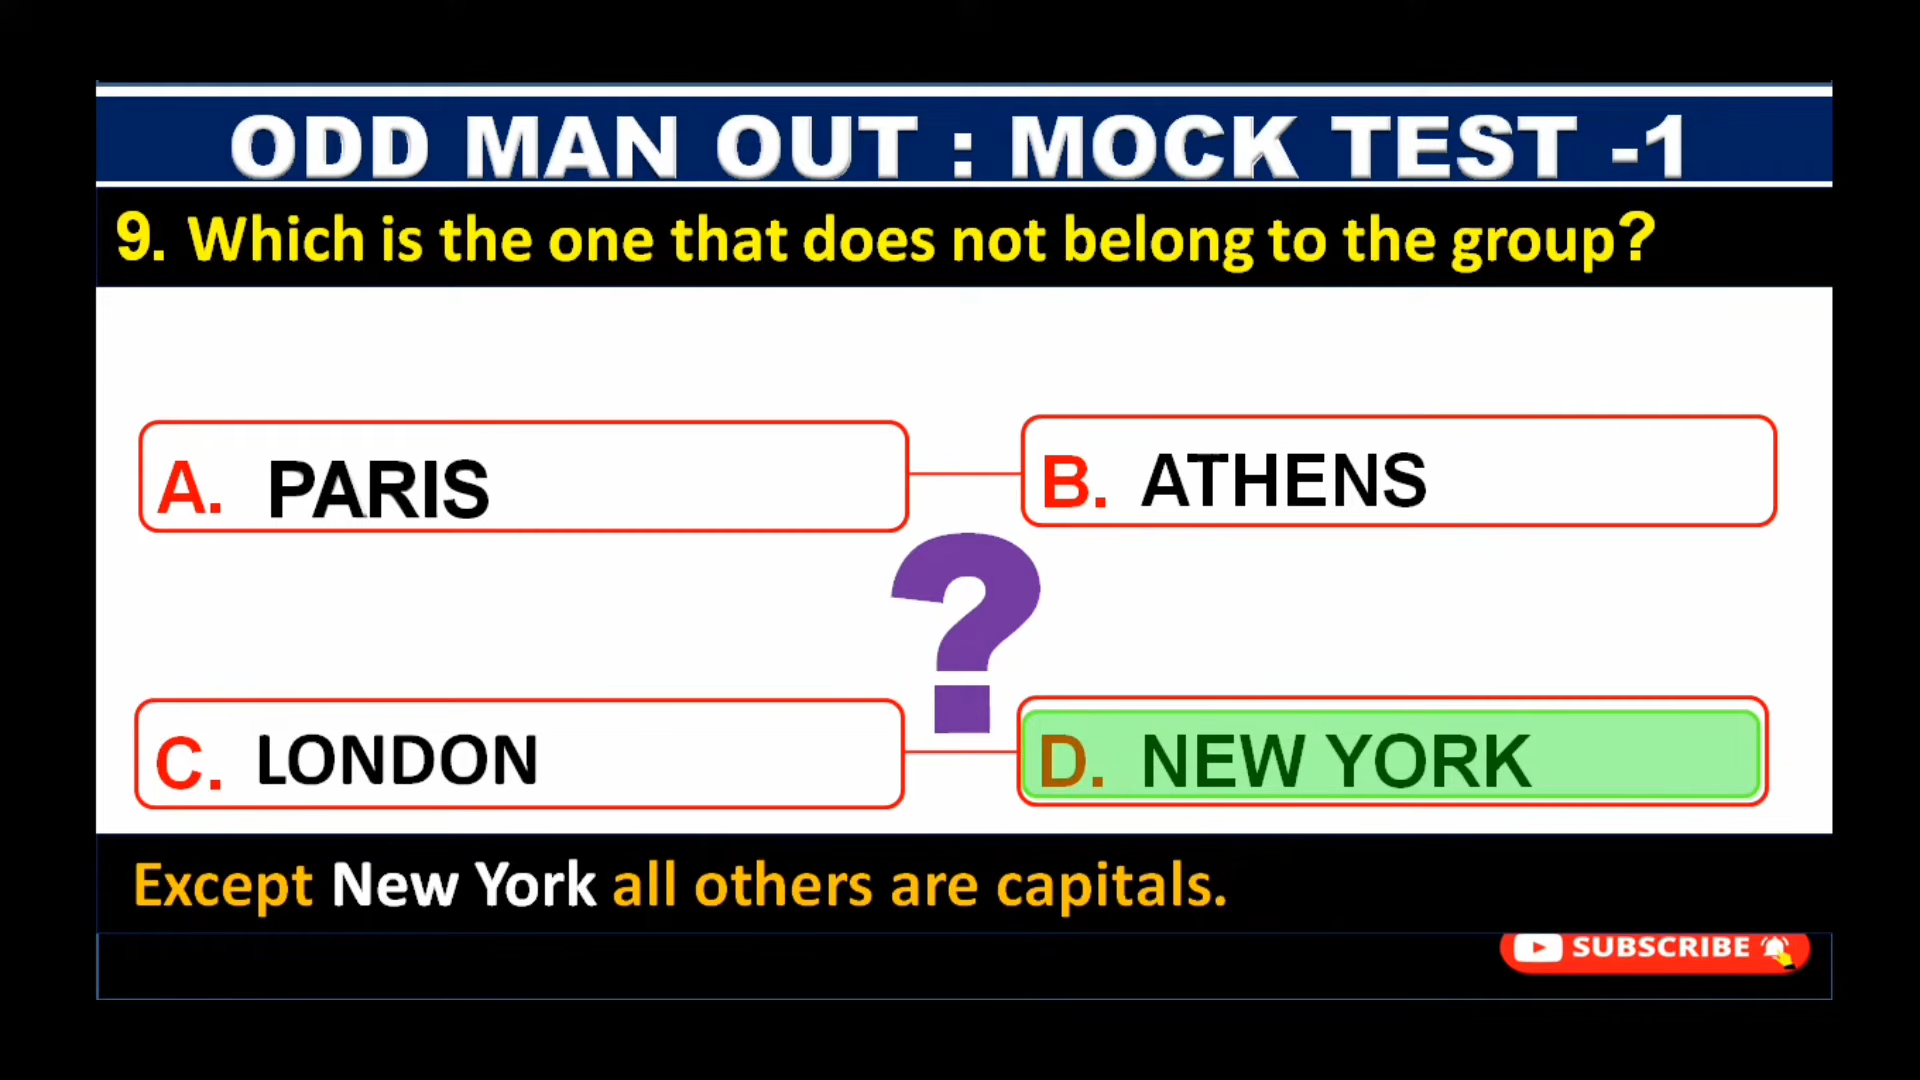 ODD MAN OUT : MOCK TEST -1
9. Which is the one that does not belong to the group?
A. PARIS
B. ATHENS
?
C. LONDON
D. NEW YORK
Except New York all others are capitals.
SUBSCRIBE